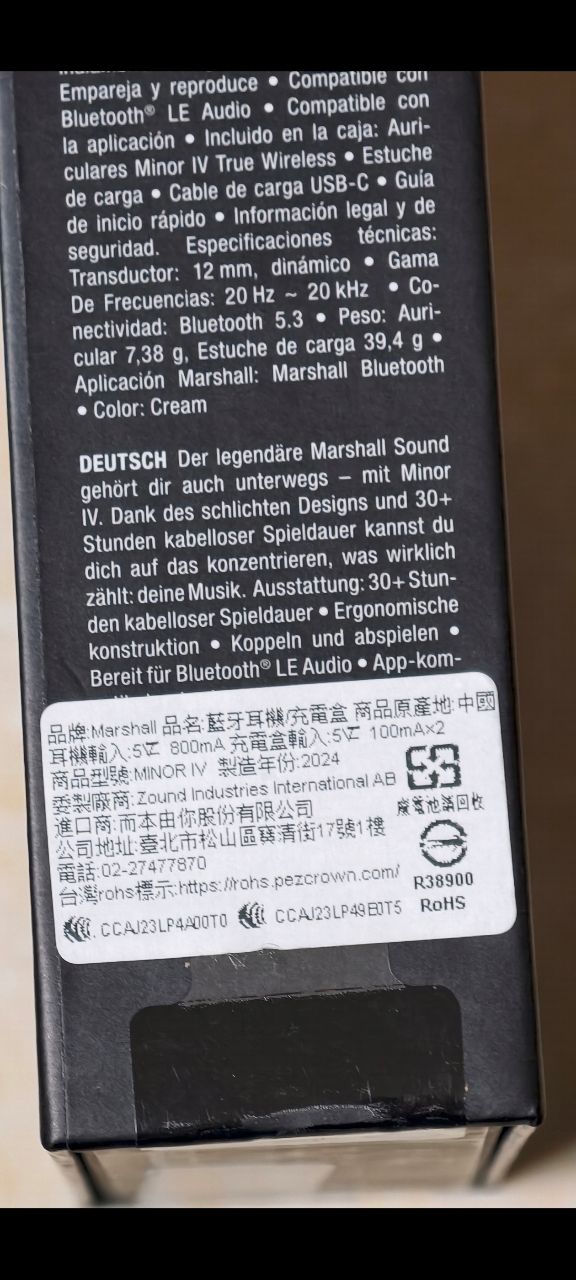 Empareja y reproduce • Compatible con
Bluetooth® LE Audio • Compatible con
la aplicación • Incluido en la caja: Auri-
culares Minor IV True Wireless • Estuche
de carga • Cable de carga USB-C • Guía
de inicio rápido • Información legal y de
seguridad. Especificaciones técnicas:
Transductor: 12 mm, dinámico • Gama
De Frecuencias: 20 Hz ~ 20 kHz • Co-
nectividad: Bluetooth 5.3 • Peso: Auri-
cular 7,38 g, Estuche de carga 39,4 g •
Aplicación Marshall: Marshall Bluetooth
• Color: Cream
DEUTSCH Der legendäre Marshall Sound
gehört dir auch unterwegs – mit Minor
IV. Dank des schlichten Designs und 30+
Stunden kabelloser Spieldauer kannst du
dich auf das konzentrieren, was wirklich
zählt: deine Musik. Ausstattung: 30+ Stun-
den kabelloser Spieldauer • Ergonomische
konstruktion • Koppeln und abspielen •
Bereit für Bluetooth® LE Audio • App-kom-
品牌:Marshall 品名:藍牙耳機/充電盒 商品原產地:中國
耳機輸入:5V⎓ 800mA 充電盒輸入:5V⎓ 100mA×2
商品型號:MINOR IV 製造年份:2024
委製廠商:Zound Industries International AB
進口商:而本由你股份有限公司
公司地址:臺北市松山區寶清街17號1樓
電話:02-27477870
台灣rohs標示:https://rohs.pezcrown.com/
CCAJ23LP4A00T0 CCAJ23LP49E0T5
廢電池請回收
R38900
RoHS